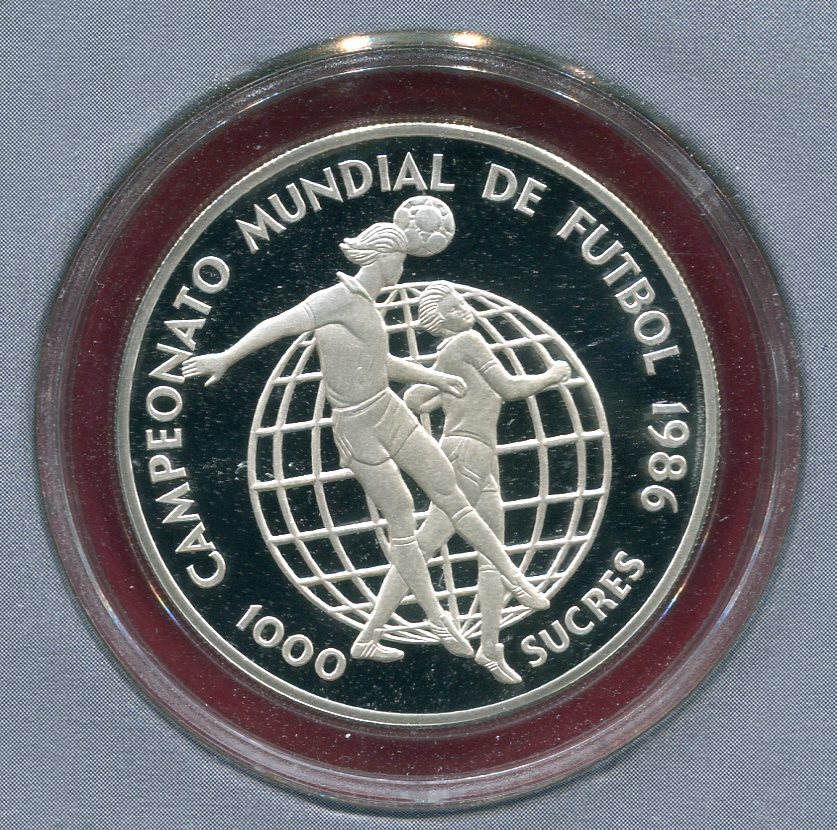 CAMPEONATO MUNDIAL DE FUTBOL 1986
1000 SUCRES